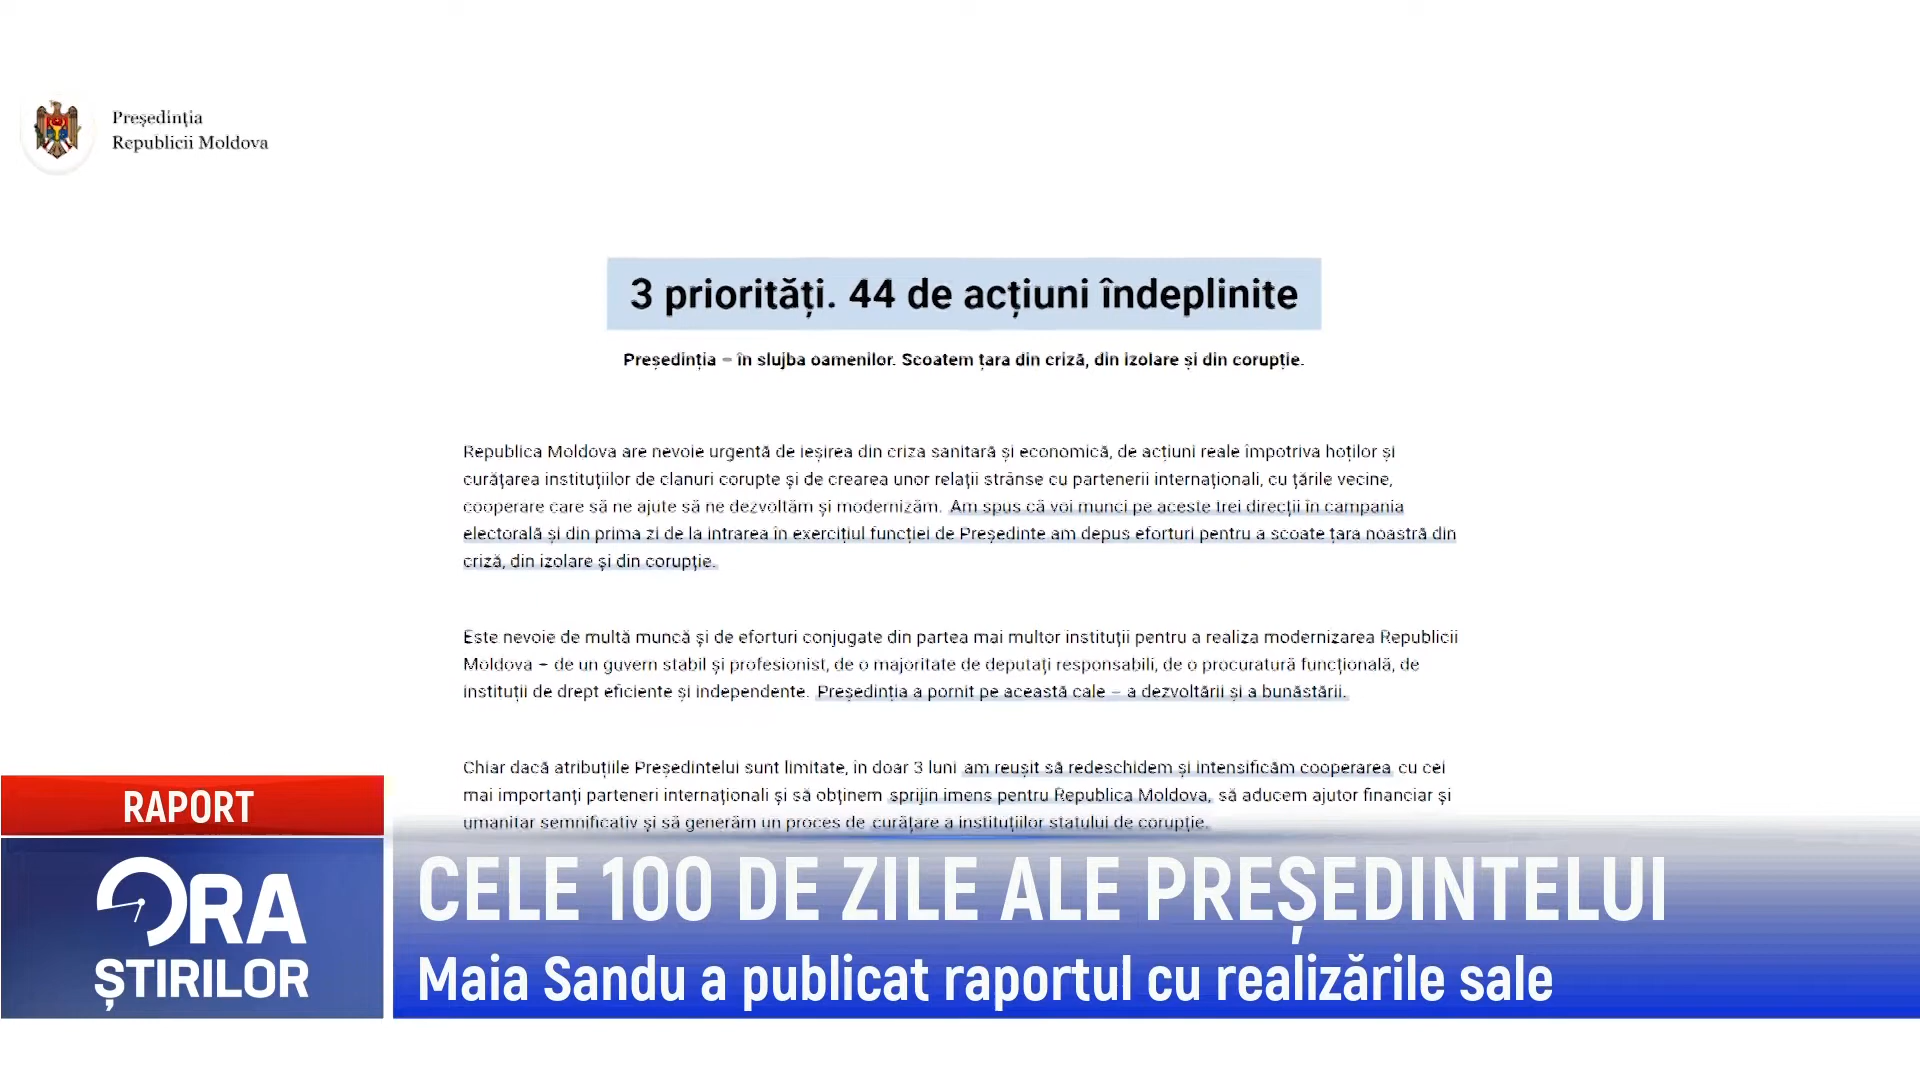 Președinția
Republicii Moldova
3 priorități. 44 de acțiuni îndeplinite
Președinția – în slujba oamenilor. Scoatem țara din criză, din izolare și din corupție.
Republica Moldova are nevoie urgentă de ieșirea din criza sanitară și economică, de acțiuni reale împotriva hoților și
curățarea instituțiilor de clanuri corupte și de crearea unor relații strânse cu partenerii internaționali, cu țările vecine,
cooperare care să ne ajute să ne dezvoltăm și modernizăm. Am spus că voi munci pe aceste trei direcții în campania
electorală și din prima zi de la intrarea în exercițiul funcției de Președinte am depus eforturi pentru a scoate țara noastră din
criză, din izolare și din corupție.
Este nevoie de multă muncă și de eforturi conjugate din partea mai multor instituții pentru a realiza modernizarea Republicii
Moldova – de un guvern stabil și profesionist, de o majoritate de deputați responsabili, de o procuratură funcțională, de
instituții de drept eficiente și independente. Președinția a pornit pe această cale – a dezvoltării și a bunăstării.
Chiar dacă atribuțiile Președintelui sunt limitate, în doar 3 luni am reușit să redeschidem și intensificăm cooperarea cu cei
mai importanți parteneri internaționali și să obținem sprijin imens pentru Republica Moldova, să aducem ajutor financiar și
umanitar semnificativ și să generăm un proces de curățare a instituțiilor statului de corupție.
RAPORT
ORA
ȘTIRILOR
CELE 100 DE ZILE ALE PREȘEDINTELUI
Maia Sandu a publicat raportul cu realizările sale